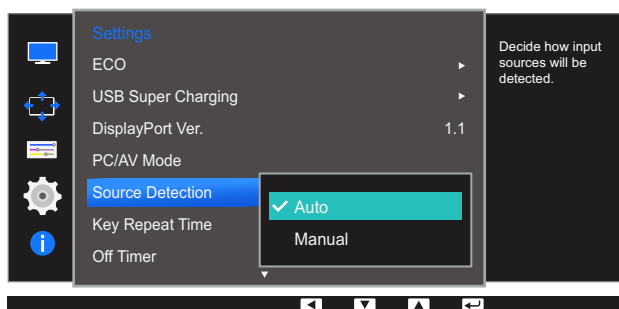 Settings
ECO
USB Super Charging
DisplayPort Ver. 1.1
PC/AV Mode
Source Detection
Auto
Manual
Key Repeat Time
Off Timer
Decide how input
sources will be
detected.